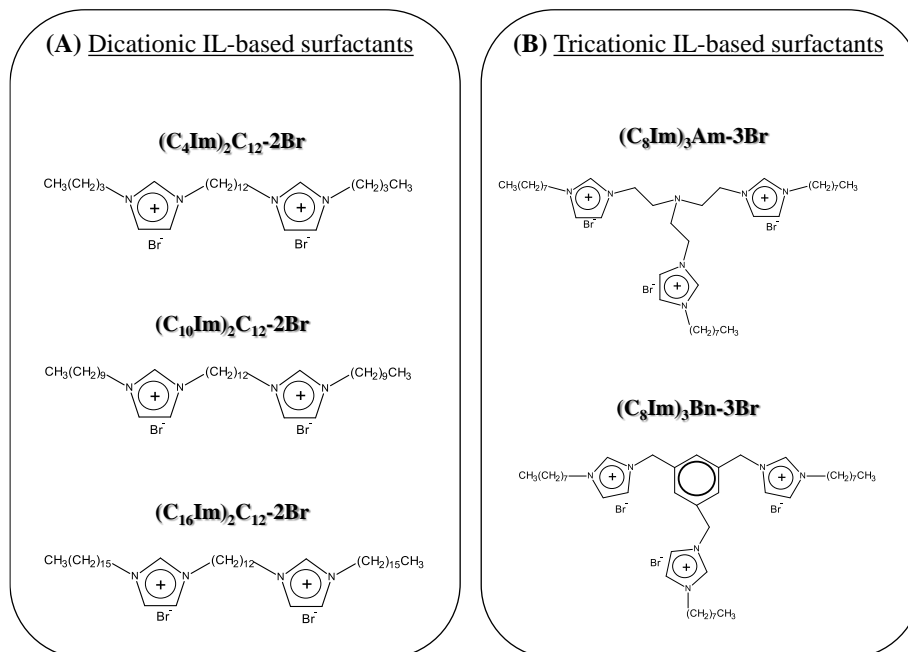 (A) Dicationic IL-based surfactants
(C₄Im)₂C₁₂-2Br
CH₃(CH₂)₃ N + N (CH₂)₁₂ N + N (CH₂)₃CH₃
Br⁻ Br⁻
(C₁₀Im)₂C₁₂-2Br
CH₃(CH₂)₉ N + N (CH₂)₁₂ N + N (CH₂)₉CH₃
Br⁻ Br⁻
(C₁₆Im)₂C₁₂-2Br
CH₃(CH₂)₁₅ N + N (CH₂)₁₂ N + N (CH₂)₁₅CH₃
Br⁻ Br⁻
(B) Tricationic IL-based surfactants
(C₈Im)₃Am-3Br
CH₃(CH₂)₇ N + N N N + N (CH₂)₇CH₃
Br⁻ Br⁻
N
Br⁻ +
N
(CH₂)₇CH₃
(C₈Im)₃Bn-3Br
CH₃(CH₂)₇ N + N N + N (CH₂)₇CH₃
Br⁻ Br⁻
N
Br⁻ +
N
(CH₂)₇CH₃